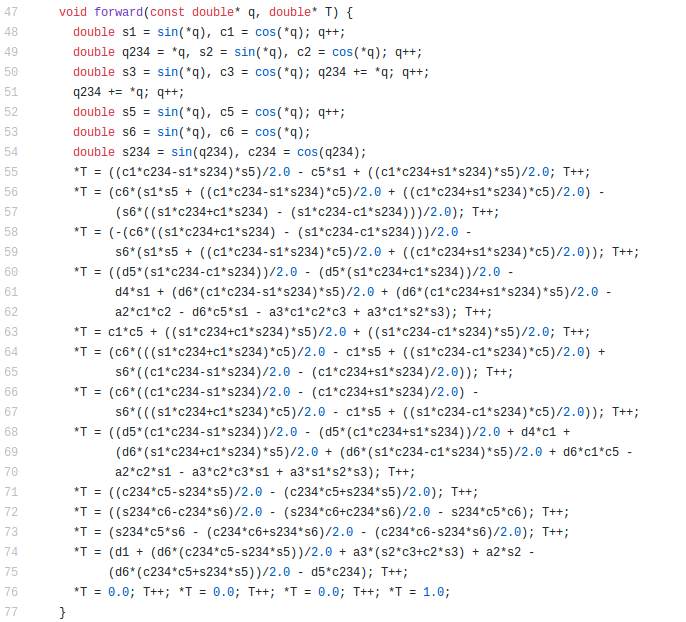 47 void forward(const double* q, double* T) {
48 double s1 = sin(*q), c1 = cos(*q); q++;
49 double q234 = *q, s2 = sin(*q), c2 = cos(*q); q++;
50 double s3 = sin(*q), c3 = cos(*q); q234 += *q; q++;
51 q234 += *q; q++;
52 double s5 = sin(*q), c5 = cos(*q); q++;
53 double s6 = sin(*q), c6 = cos(*q);
54 double s234 = sin(q234), c234 = cos(q234);
55 *T = ((c1*c234-s1*s234)*s5)/2.0 - c5*s1 + ((c1*c234+s1*s234)*s5)/2.0; T++;
56 *T = (c6*(s1*s5 + ((c1*c234-s1*s234)*c5)/2.0 + ((c1*c234+s1*s234)*c5)/2.0) -
57 (s6*((s1*c234+c1*s234) - (s1*c234-c1*s234)))/2.0); T++;
58 *T = (-(c6*((s1*c234+c1*s234) - (s1*c234-c1*s234)))/2.0 -
59 s6*(s1*s5 + ((c1*c234-s1*s234)*c5)/2.0 + ((c1*c234+s1*s234)*c5)/2.0)); T++;
60 *T = ((d5*(s1*c234-c1*s234))/2.0 - (d5*(s1*c234+c1*s234))/2.0 -
61 d4*s1 + (d6*(c1*c234-s1*s234)*s5)/2.0 + (d6*(c1*c234+s1*s234)*s5)/2.0 -
62 a2*c1*c2 - d6*c5*s1 - a3*c1*c2*c3 + a3*c1*s2*s3); T++;
63 *T = c1*c5 + ((s1*c234+c1*s234)*s5)/2.0 + ((s1*c234-c1*s234)*s5)/2.0; T++;
64 *T = (c6*(((s1*c234+c1*s234)*c5)/2.0 - c1*s5 + ((s1*c234-c1*s234)*c5)/2.0) +
65 s6*((c1*c234-s1*s234)/2.0 - (c1*c234+s1*s234)/2.0)); T++;
66 *T = (c6*((c1*c234-s1*s234)/2.0 - (c1*c234+s1*s234)/2.0) -
67 s6*(((s1*c234+c1*s234)*c5)/2.0 - c1*s5 + ((s1*c234-c1*s234)*c5)/2.0)); T++;
68 *T = ((d5*(c1*c234-s1*s234))/2.0 - (d5*(c1*c234+s1*s234))/2.0 + d4*c1 +
69 (d6*(s1*c234+c1*s234)*s5)/2.0 + (d6*(s1*c234-c1*s234)*s5)/2.0 + d6*c1*c5 -
70 a2*c2*s1 - a3*c2*c3*s1 + a3*s1*s2*s3); T++;
71 *T = ((c234*c5-s234*s5)/2.0 - (c234*c5+s234*s5)/2.0); T++;
72 *T = ((s234*c6-c234*s6)/2.0 - (s234*c6+c234*s6)/2.0 - s234*c5*c6); T++;
73 *T = (s234*c5*s6 - (c234*c6+s234*s6)/2.0 - (c234*c6-s234*s6)/2.0); T++;
74 *T = (d1 + (d6*(c234*c5-s234*s5))/2.0 + a3*(s2*c3+c2*s3) + a2*s2 -
75 (d6*(c234*c5+s234*s5))/2.0 - d5*c234); T++;
76 *T = 0.0; T++; *T = 0.0; T++; *T = 0.0; T++; *T = 1.0;
77 }